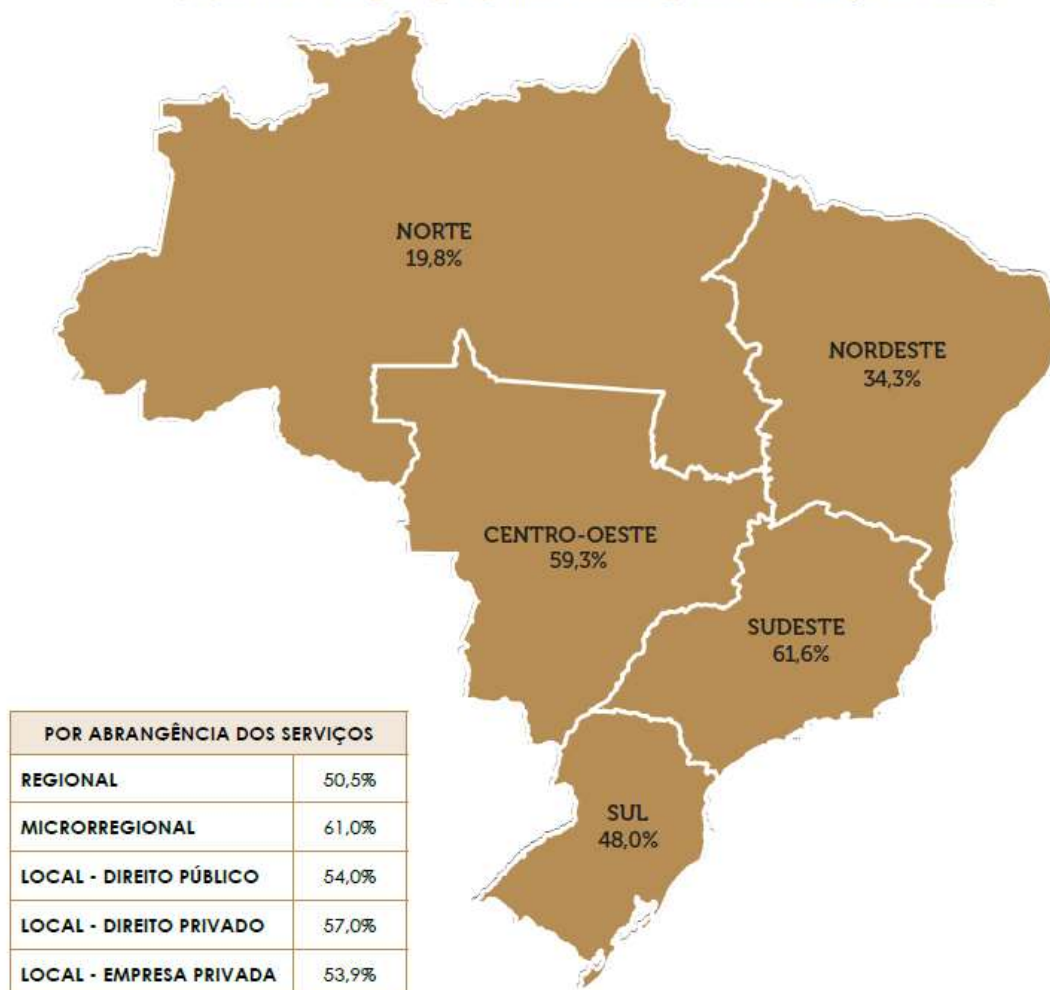 NORTE
19,8%
NORDESTE
34,3%
CENTRO-OESTE
59,3%
SUDESTE
61,6%
SUL
48,0%
POR ABRANGÊNCIA DOS SERVIÇOS
REGIONAL 50,5%
MICRORREGIONAL 61,0%
LOCAL - DIREITO PÚBLICO 54,0%
LOCAL - DIREITO PRIVADO 57,0%
LOCAL - EMPRESA PRIVADA 53,9%